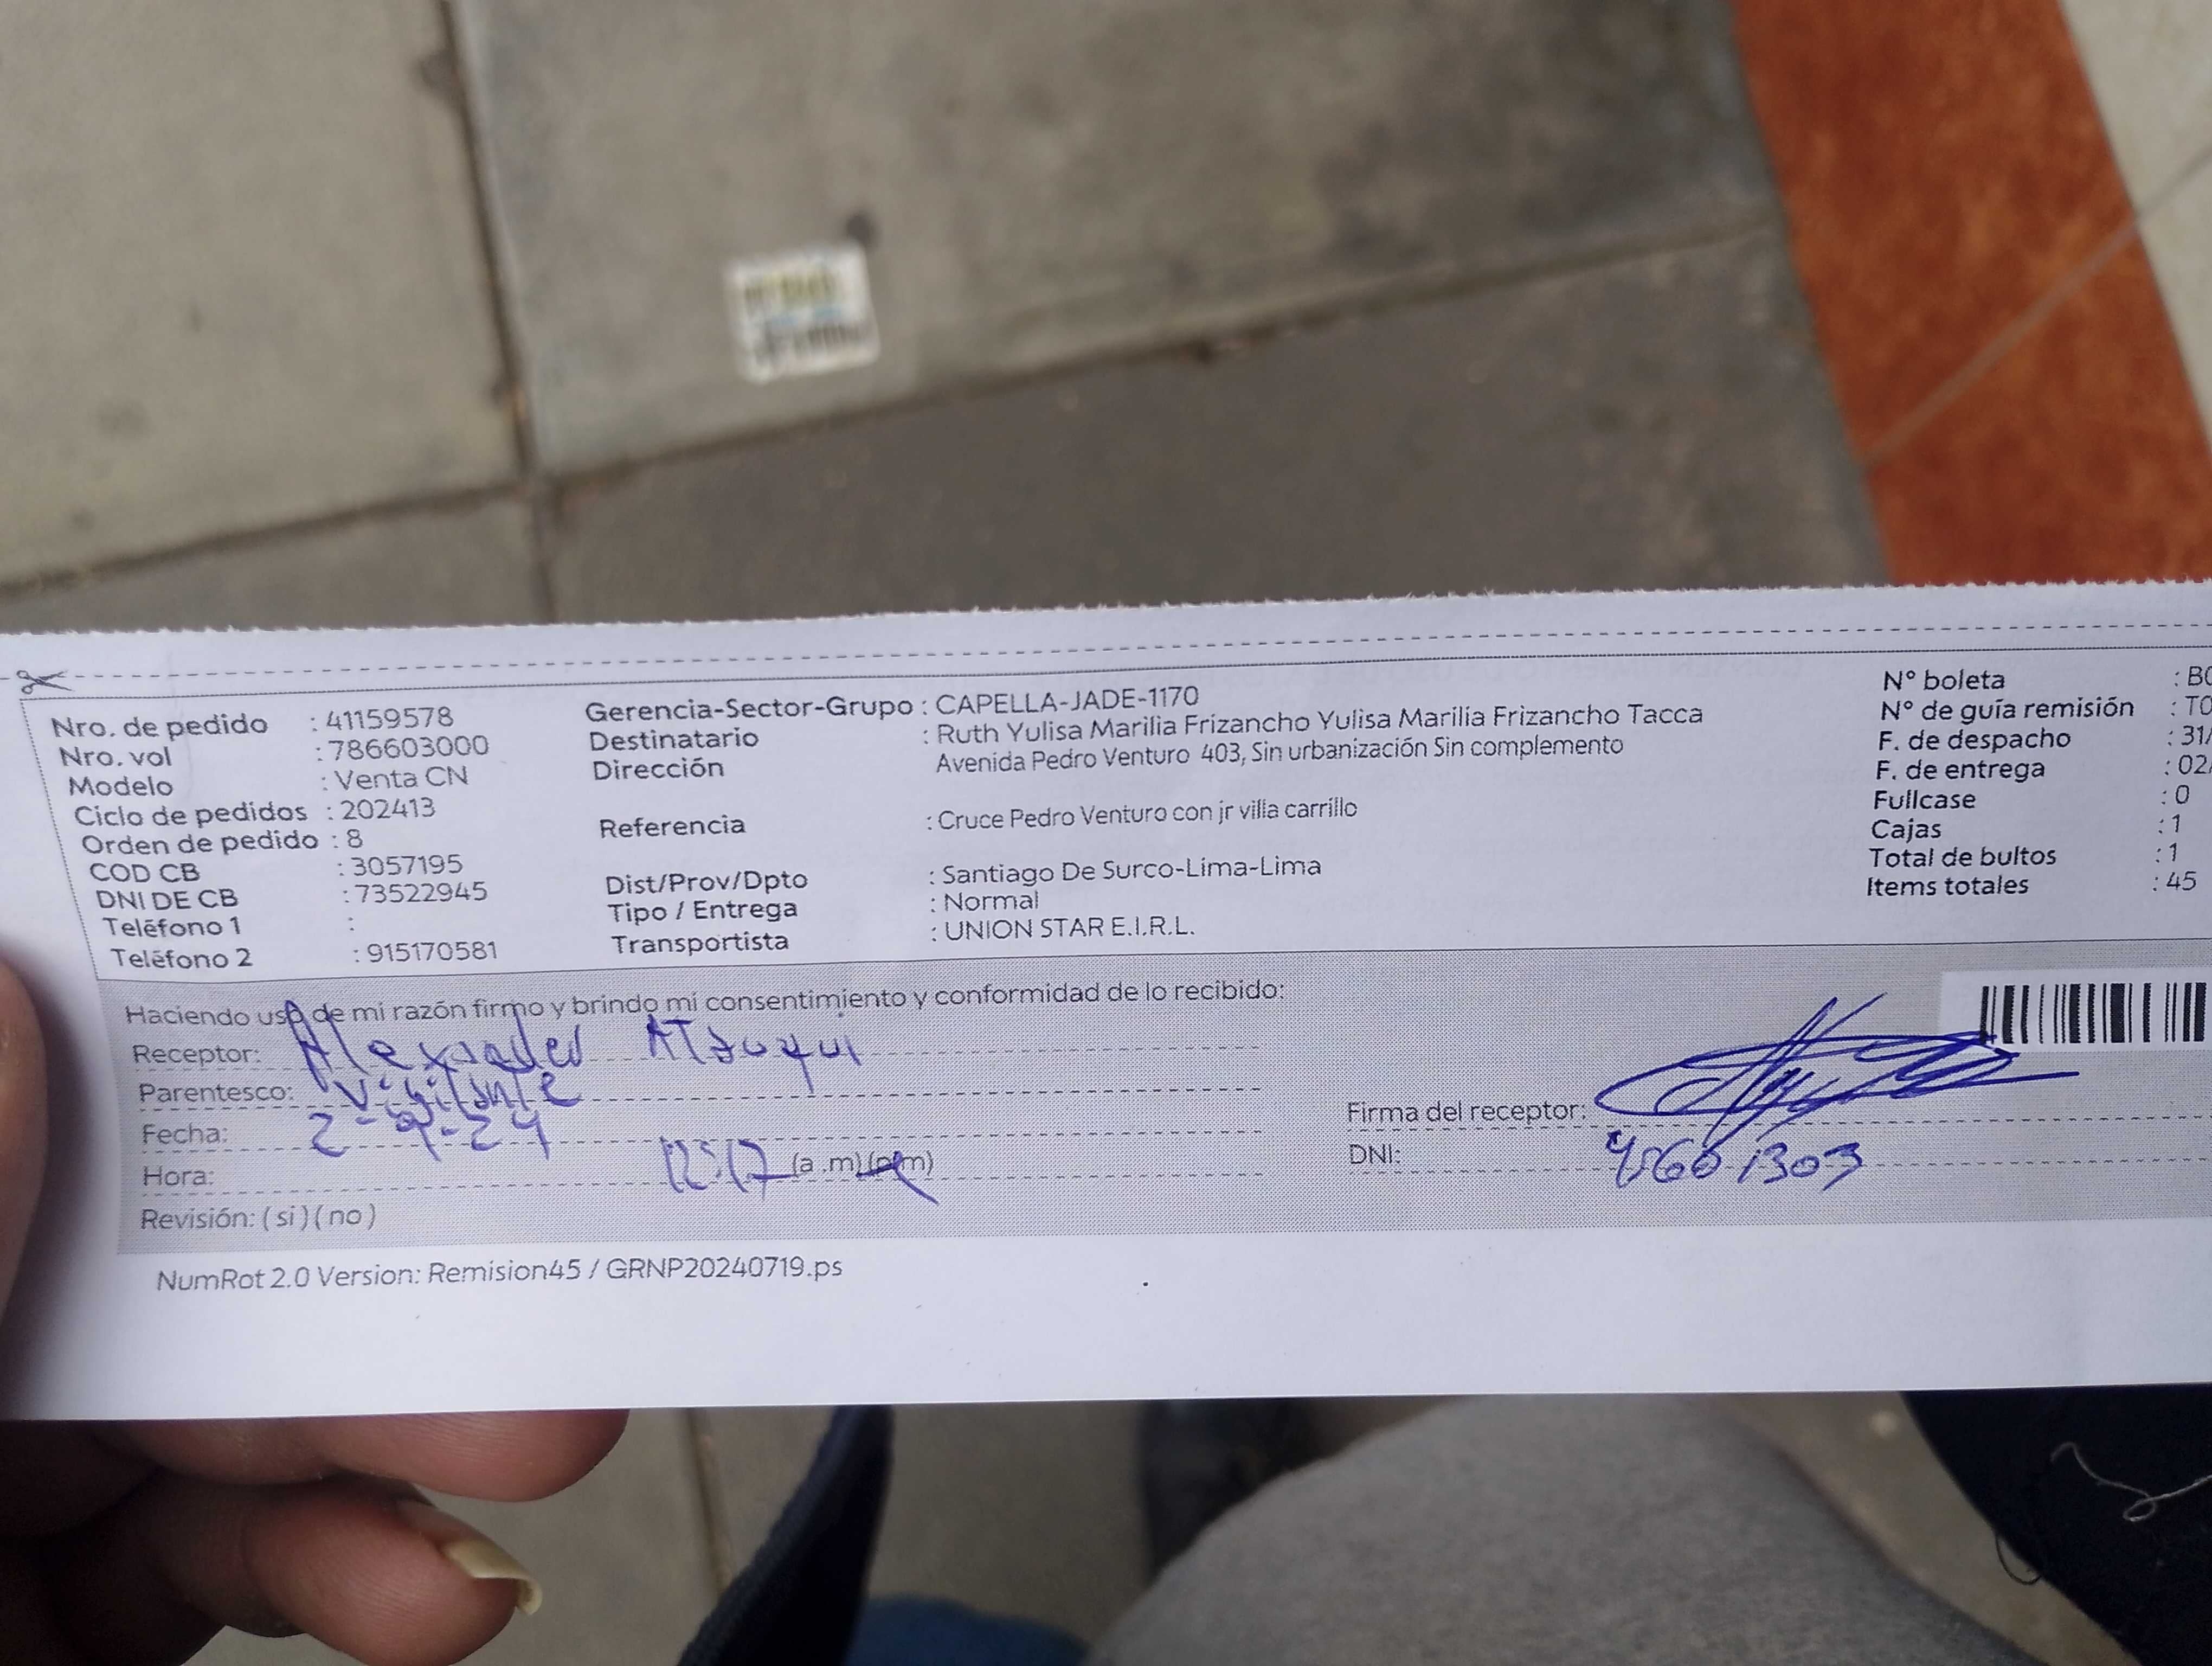 Nro. de pedido : 41159578
Nro. vol : 786603000
Modelo : Venta CN
Ciclo de pedidos : 202413
Orden de pedido : 8
COD CB : 3057195
DNI DE CB : 73522945
Teléfono 1 :
Teléfono 2 : 915170581
Gerencia-Sector-Grupo : CAPELLA-JADE-1170
Destinatario : Ruth Yulisa Marilia Frizancho Yulisa Marilia Frizancho Tacca
Dirección Avenida Pedro Venturo 403, Sin urbanización Sin complemento
Referencia : Cruce Pedro Venturo con jr villa carrillo
Dist/Prov/Dpto : Santiago De Surco-Lima-Lima
Tipo / Entrega : Normal
Transportista : UNION STAR E.I.R.L.
N° boleta :
N° de guía remisión :
F. de despacho : 31/
F. de entrega : 02/
Fullcase : 0
Cajas : 1
Total de bultos : 1
Items totales : 45
Haciendo uso de mi razón firmo y brindo mi consentimiento y conformidad de lo recibido:
Receptor:
Parentesco: Vigilante
Fecha: 2-9-24
Hora: 12:17 (a .m) (p.m)
Revisión: ( si ) ( no )
Firma del receptor:
DNI:
NumRot 2.0 Version: Remision45 / GRNP20240719.ps